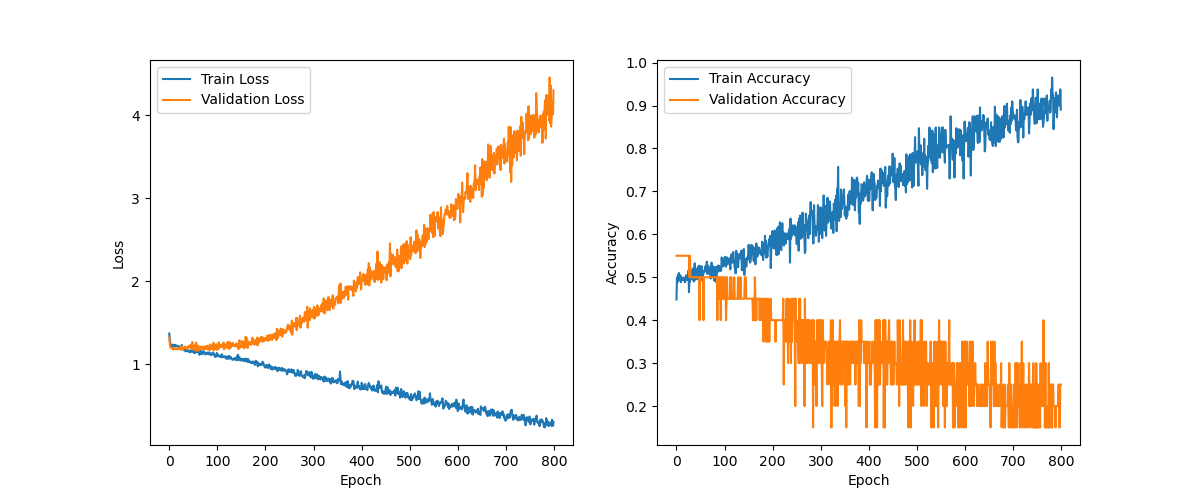 Train Loss
Validation Loss
4
3
2
1
Loss
0 100 200 300 400 500 600 700 800
Epoch
Train Accuracy
Validation Accuracy
1.0
0.9
0.8
0.7
0.6
0.5
0.4
0.3
0.2
Accuracy
0 100 200 300 400 500 600 700 800
Epoch